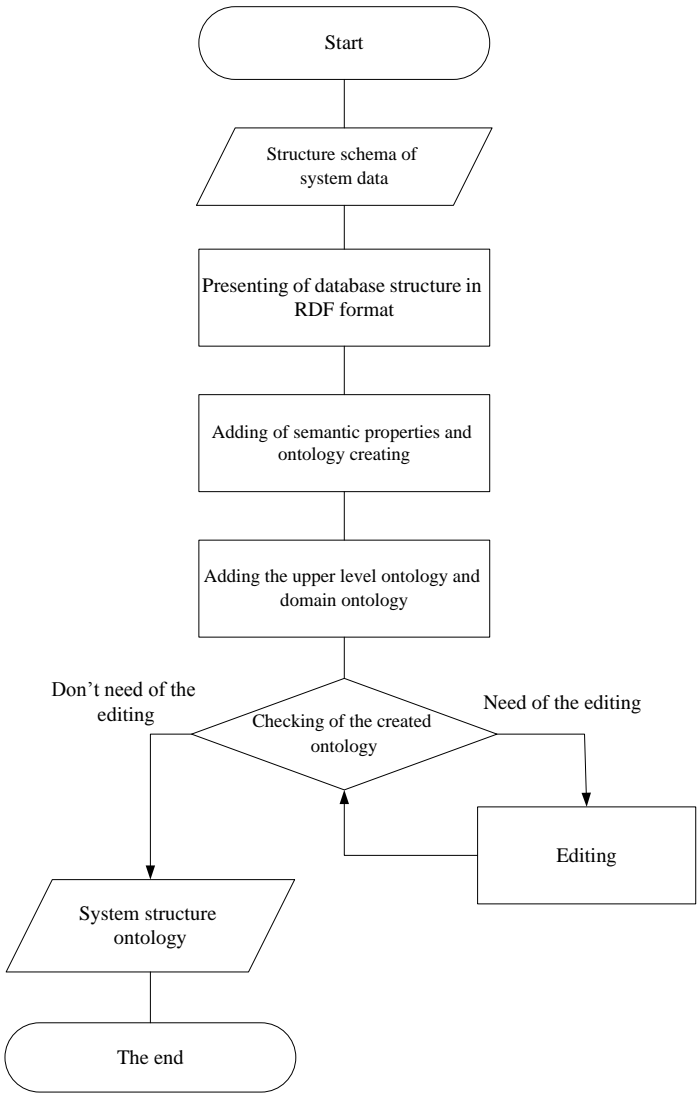 Start
Structure schema of
system data
Presenting of database structure in
RDF format
Adding of semantic properties and
ontology creating
Adding the upper level ontology and
domain ontology
Don't need of the
editing
Checking of the created
ontology
Need of the editing
Editing
System structure
ontology
The end